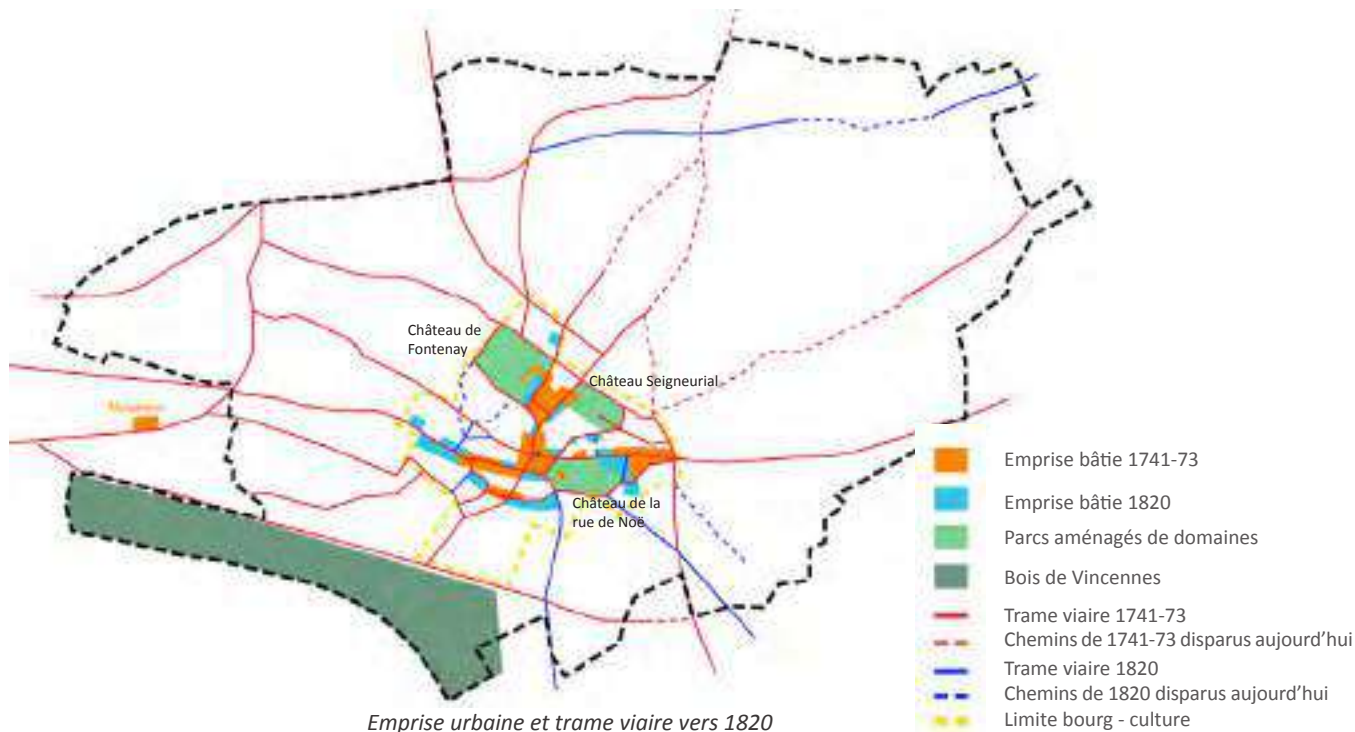 Château de
Fontenay
Château Seigneurial
Château de la
rue de Noë
Emprise bâtie 1741-73
Emprise bâtie 1820
Parcs aménagés de domaines
Bois de Vincennes
Trame viaire 1741-73
Chemins de 1741-73 disparus aujourd'hui
Trame viaire 1820
Chemins de 1820 disparus aujourd'hui
Limite bourg - culture
Emprise urbaine et trame viaire vers 1820